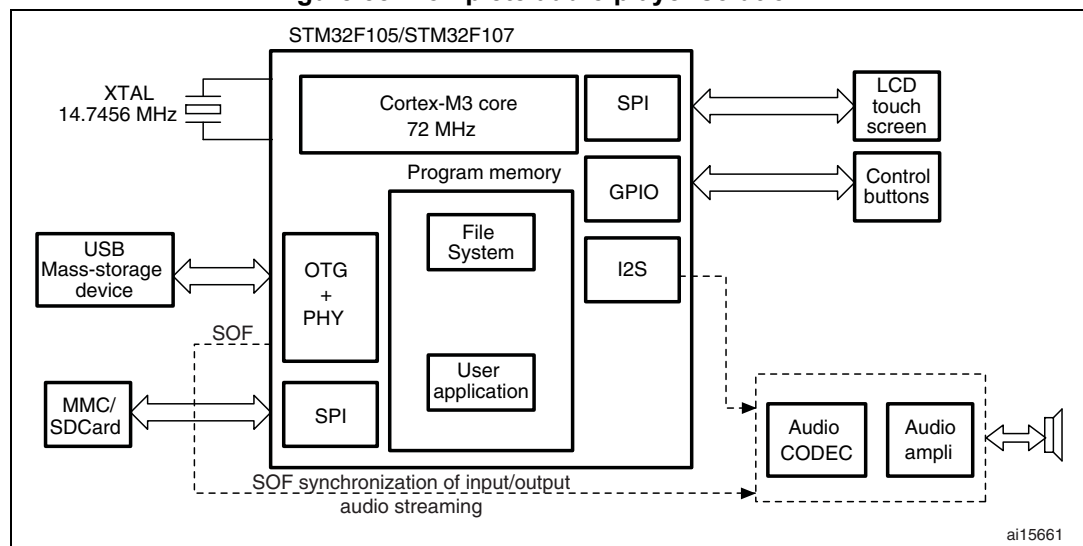 STM32F105/STM32F107
XTAL
14.7456 MHz
Cortex-M3 core
72 MHz
SPI
LCD
touch
screen
Program memory
GPIO
Control
buttons
File
System
I2S
USB
Mass-storage
device
OTG
+
PHY
SOF
User
application
MMC/
SDCard
SPI
Audio
CODEC
Audio
ampli
SOF synchronization of input/output
audio streaming
ai15661